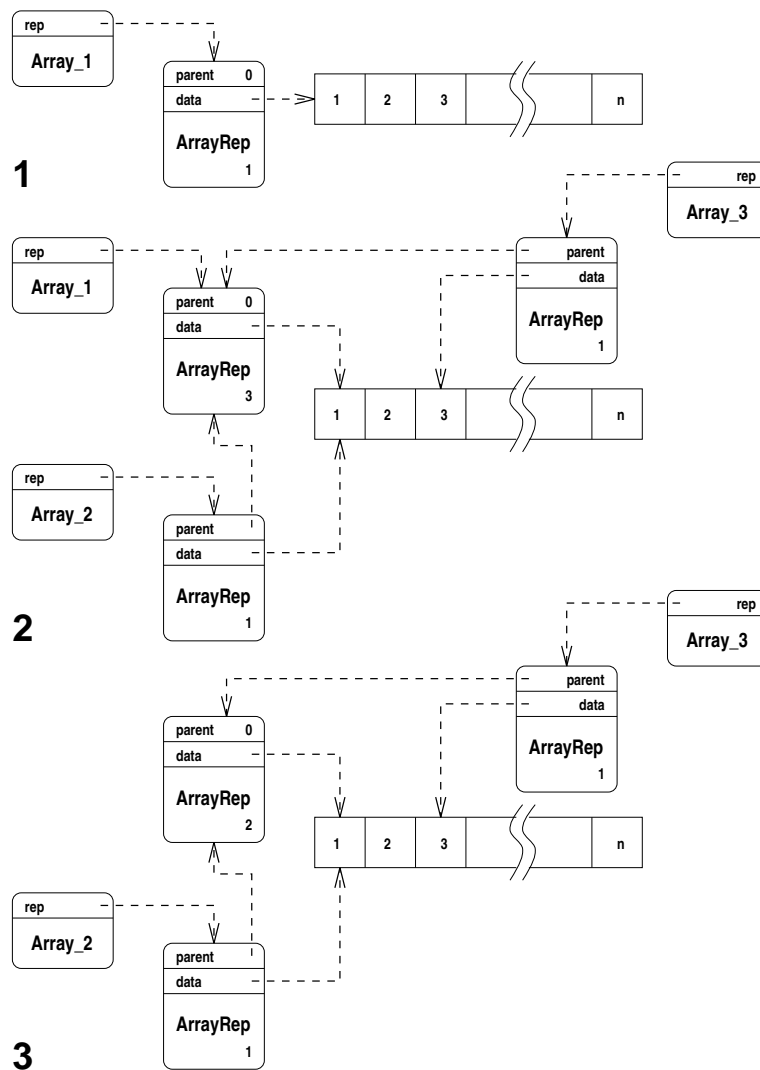 rep
Array_1
parent 0
data
ArrayRep
1
1 2 3 n
1
rep
Array_3
rep
Array_1
parent
data
ArrayRep
1
parent 0
data
ArrayRep
3
1 2 3 n
rep
Array_2
parent
data
ArrayRep
1
2
rep
Array_3
parent
data
ArrayRep
1
parent 0
data
ArrayRep
2
1 2 3 n
rep
Array_2
parent
data
ArrayRep
1
3